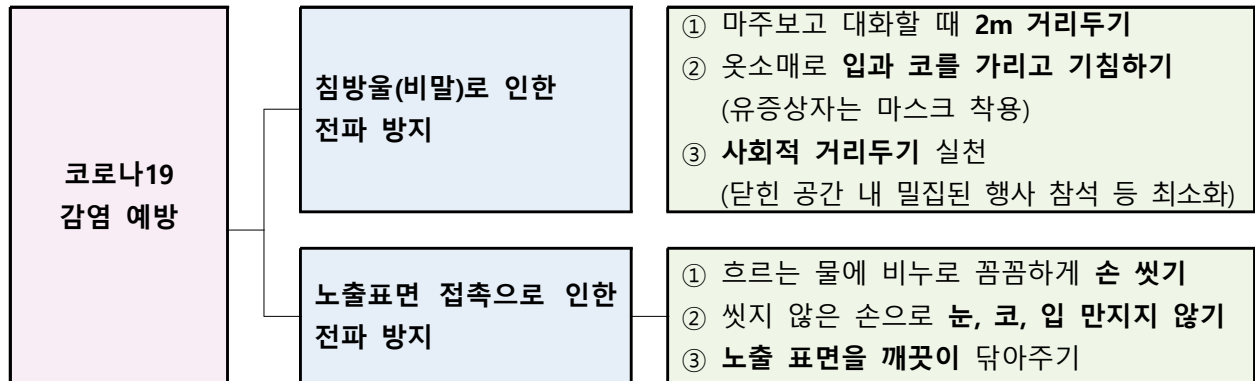 코로나19
감염 예방
침방울(비말)로 인한
전파 방지
① 마주보고 대화할 때 2m 거리두기
② 옷소매로 입과 코를 가리고 기침하기
(유증상자는 마스크 착용)
③ 사회적 거리두기 실천
(닫힌 공간 내 밀집된 행사 참석 등 최소화)
노출표면 접촉으로 인한
전파 방지
① 흐르는 물에 비누로 꼼꼼하게 손 씻기
② 씻지 않은 손으로 눈, 코, 입 만지지 않기
③ 노출 표면을 깨끗이 닦아주기